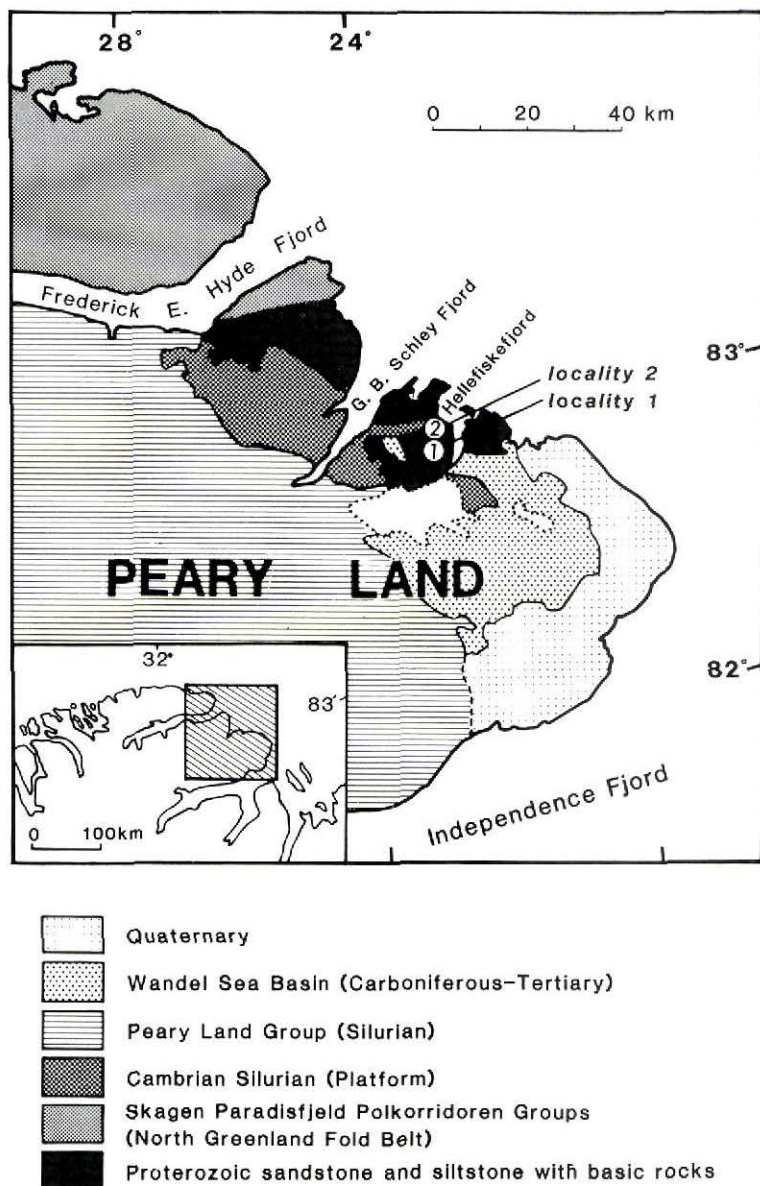 28° 24°
0 20 40 km
Frederick E. Hyde Fjord
G. B. Schley Fjord
Hellefiskefjord
83°
locality 2
locality 1
2
1
PEARY LAND
32°
83°
82°
0 100km
Independence Fjord
Quaternary
Wandel Sea Basin (Carboniferous-Tertiary)
Peary Land Group (Silurian)
Cambrian Silurian (Platform)
Skagen Paradisfjeld Polkorridoren Groups
(North Greenland Fold Belt)
Proterozoic sandstone and siltstone with basic rocks